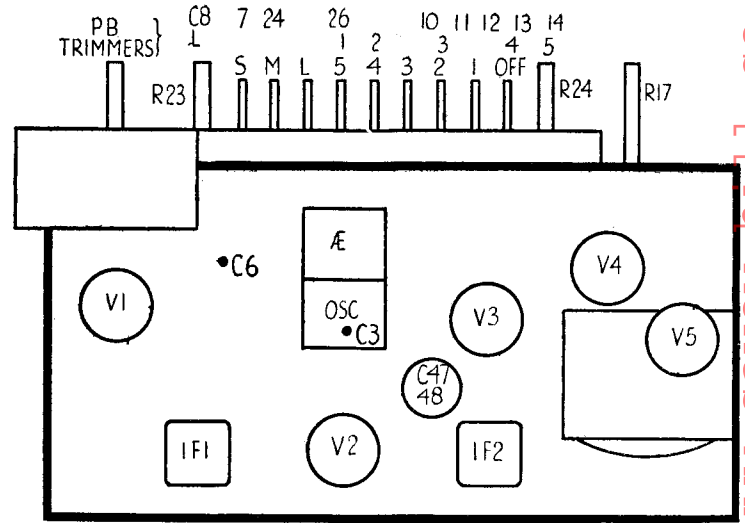 PB TRIMMERS} C8 7 24 26 10 11 12 13 14
L 1 2 3 4 5
R23 S M L 5 4 3 2 1 OFF R24 R17
Æ
C6
V4
V1
OSC
V3
C3
V5
C47
48
IF1
V2
IF2